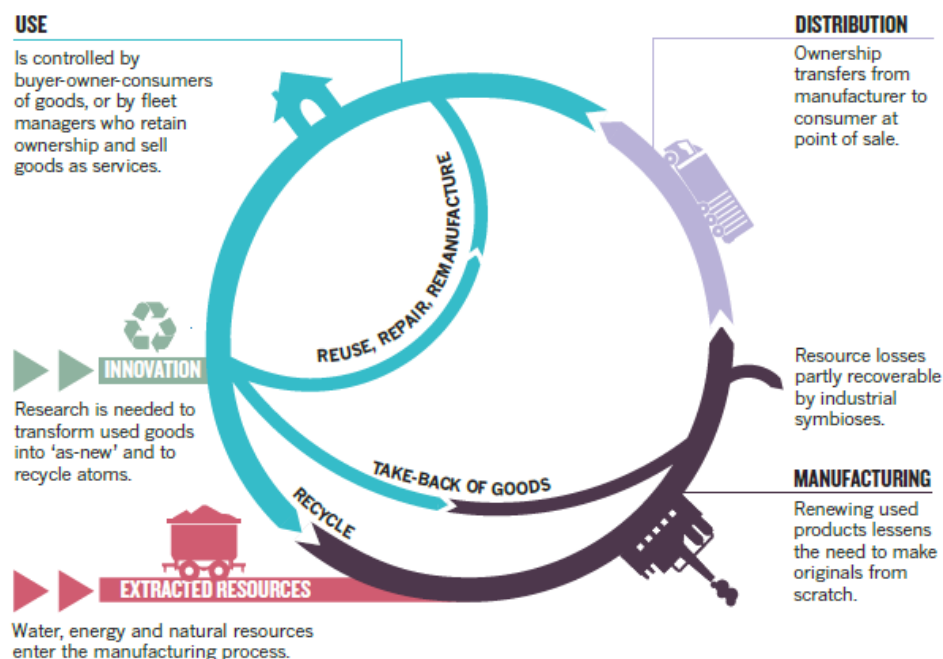 USE
Is controlled by
buyer-owner-consumers
of goods, or by fleet
managers who retain
ownership and sell
goods as services.
DISTRIBUTION
Ownership
transfers from
manufacturer to
consumer at
point of sale.
REUSE, REPAIR, REMANUFACTURE
INNOVATION
Research is needed to
transform used goods
into ‘as-new’ and to
recycle atoms.
Resource losses
partly recoverable
by industrial
symbioses.
TAKE-BACK OF GOODS
RECYCLE
MANUFACTURING
Renewing used
products lessens
the need to make
originals from
scratch.
EXTRACTED RESOURCES
Water, energy and natural resources
enter the manufacturing process.